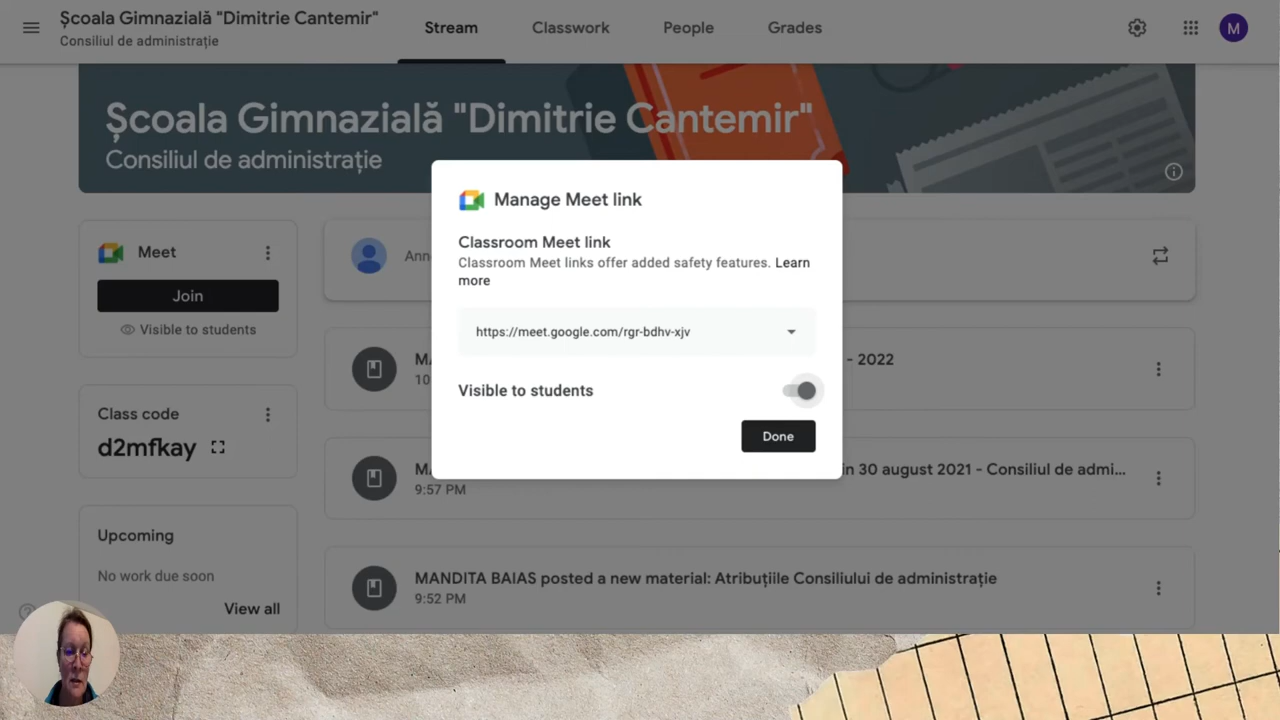 Școala Gimnazială "Dimitrie Cantemir"
Consiliul de administrație
Stream
Classwork
People
Grades
M
Școala Gimnazială "Dimitrie Cantemir"
Consiliul de administrație
Manage Meet link
Classroom Meet link
Classroom Meet links offer added safety features. Learn
more
https://meet.google.com/rgr-bdhv-xjv
Visible to students
Done
Meet
Join
Visible to students
Class code
d2mfkay
Upcoming
No work due soon
View all
- 2022
10
in 30 august 2021 - Consiliul de admi...
9:57 PM
MANDITA BAIAS posted a new material: Atribuțiile Consiliului de administrație
9:52 PM